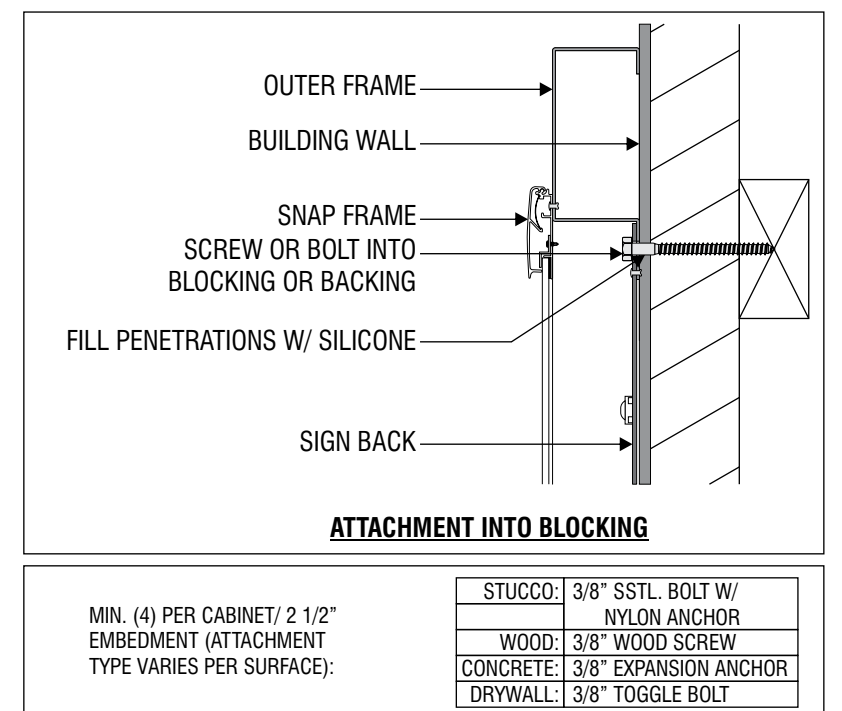 OUTER FRAME
BUILDING WALL
SNAP FRAME
SCREW OR BOLT INTO
BLOCKING OR BACKING
FILL PENETRATIONS W/ SILICONE
SIGN BACK
ATTACHMENT INTO BLOCKING
MIN. (4) PER CABINET/ 2 1/2”
EMBEDMENT (ATTACHMENT
TYPE VARIES PER SURFACE):
STUCCO: 3/8” SSTL. BOLT W/
NYLON ANCHOR
WOOD: 3/8” WOOD SCREW
CONCRETE: 3/8” EXPANSION ANCHOR
DRYWALL: 3/8” TOGGLE BOLT